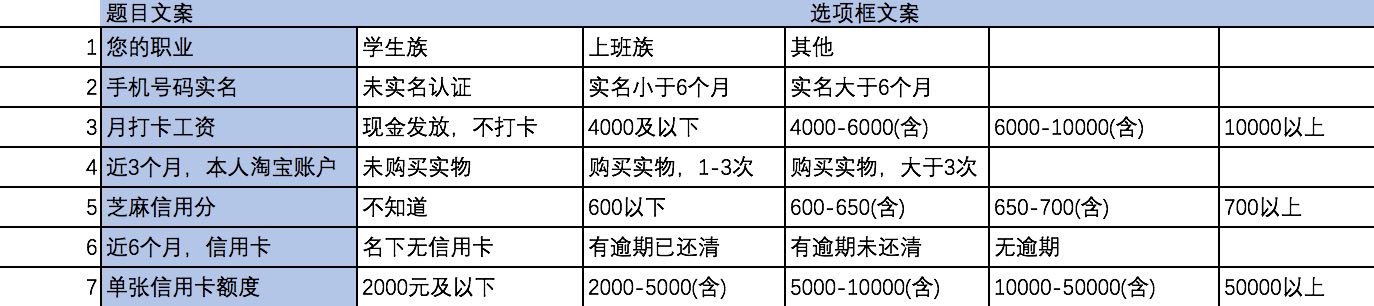 题目文案 选项框文案
1 您的职业 学生族 上班族 其他
2 手机号码实名 未实名认证 实名小于6个月 实名大于6个月
3 月打卡工资 现金发放，不打卡 4000及以下 4000-6000(含) 6000-10000(含) 10000以上
4 近3个月，本人淘宝账户 未购买实物 购买实物，1-3次 购买实物，大于3次
5 芝麻信用分 不知道 600以下 600-650(含) 650-700(含) 700以上
6 近6个月，信用卡 名下无信用卡 有逾期已还清 有逾期未还清 无逾期
7 单张信用卡额度 2000元及以下 2000-5000(含) 5000-10000(含) 10000-50000(含) 50000以上